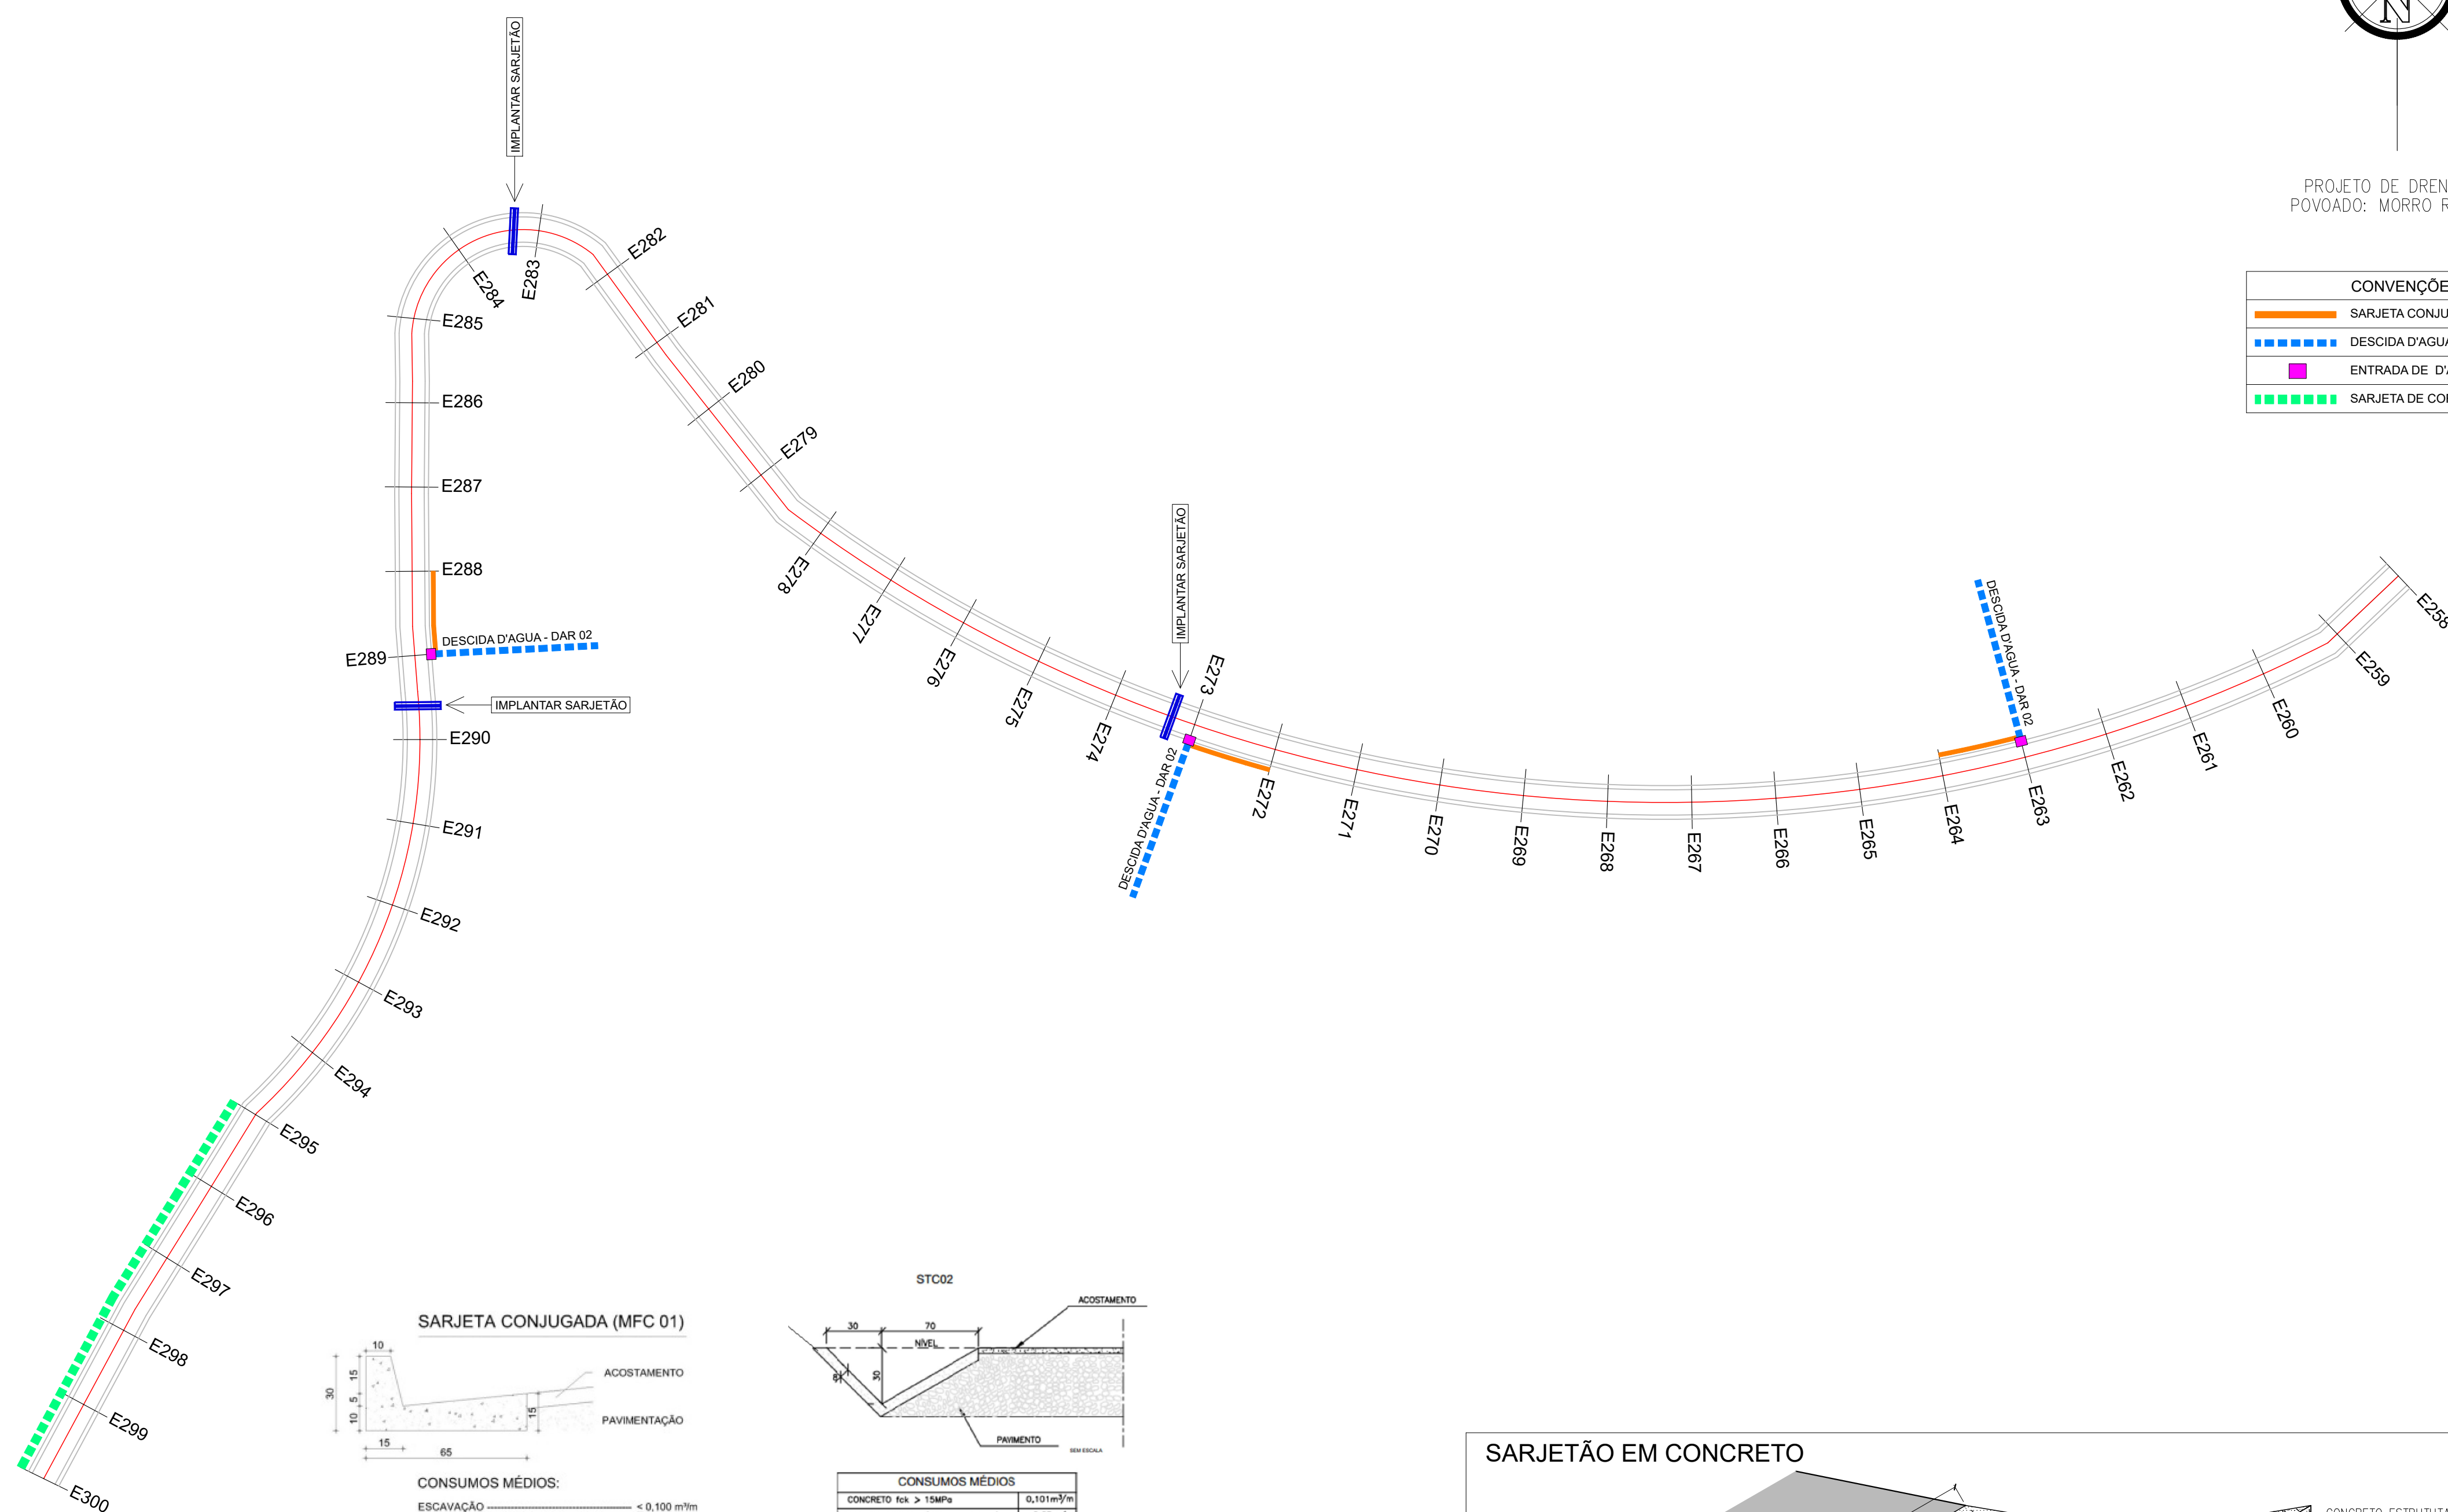 IMPLANTAR SARJETÃO
N
PROJETO DE DREN
POVOADO: MORRO R
CONVENÇÕE
SARJETA CONJU
DESCIDA D'AGUA
ENTRADA DE D'A
SARJETA DE COR
E282
E283
E284
E281
E285
E280
E286
E279
E287
E278
E288
E277
DESCIDA D'AGUA - DAR 02
E289
IMPLANTAR SARJETÃO
E290
E276
E275
E274
IMPLANTAR SARJETÃO
E273
DESCIDA D'AGUA - DAR 02
E272
E271
E270
E269
E268
E267
E266
E265
E264
DESCIDA D'AGUA - DAR 02
E263
E262
E261
E260
E259
E258
E291
E292
E293
E294
E295
E296
E297
E298
E299
E300
SARJETA CONJUGADA (MFC 01)
10
30
15
5
10
15
ACOSTAMENTO
PAVIMENTAÇÃO
15
65
CONSUMOS MÉDIOS:
ESCAVAÇÃO < 0,100 m³/m
STC02
ACOSTAMENTO
30
70
NÍVEL
30
PAVIMENTO
SEM ESCALA
CONSUMOS MÉDIOS
CONCRETO fck > 15MPa 0,101m³/m
SARJETÃO EM CONCRETO